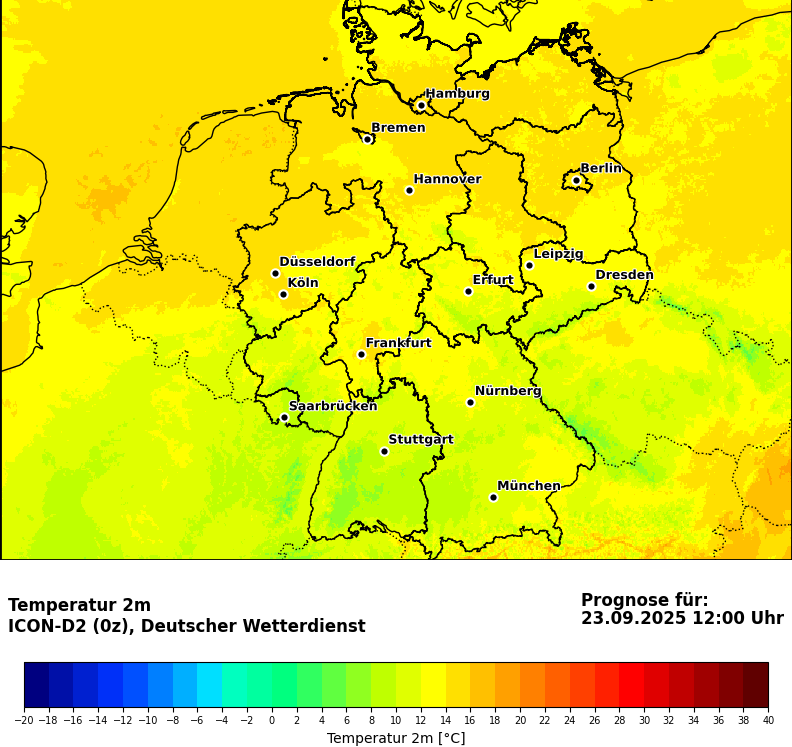 Hamburg
Bremen
Berlin
Hannover
Leipzig
Düsseldorf
Dresden
Köln
Erfurt
Frankfurt
Nürnberg
Saarbrücken
Stuttgart
München
Temperatur 2m
ICON-D2 (0z), Deutscher Wetterdienst
Prognose für:
23.09.2025 12:00 Uhr
−20 −18 −16 −14 −12 −10 −8 −6 −4 −2 0 2 4 6 8 10 12 14 16 18 20 22 24 26 28 30 32 34 36 38 40
Temperatur 2m [°C]